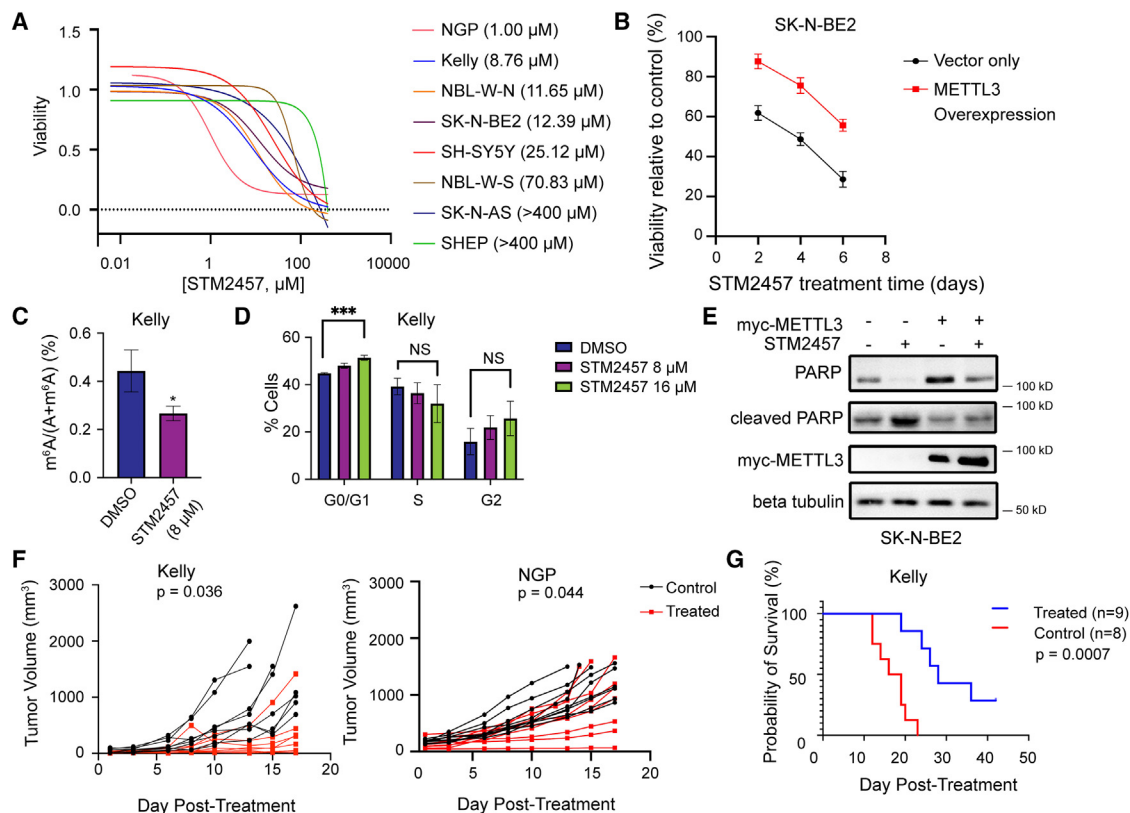 A
1.5
1.0
0.5
0.0
Viability
0.01
1
100
10000
[STM2457, µM]
NGP (1.00 µM)
Kelly (8.76 µM)
NBL-W-N (11.65 µM)
SK-N-BE2 (12.39 µM)
SH-SY5Y (25.12 µM)
NBL-W-S (70.83 µM)
SK-N-AS (>400 µM)
SHEP (>400 µM)
B
SK-N-BE2
Viability relative to control (%)
100
80
60
40
20
0
0
2
4
6
8
STM2457 treatment time (days)
Vector only
METTL3
Overexpression
C
Kelly
m⁶A/(A+m⁶A) (%)
0.6
0.4
0.2
0.0
*
DMSO
STM2457
(8 µM)
D
Kelly
% Cells
60
40
20
0
***
NS
NS
G0/G1
S
G2
DMSO
STM2457 8 µM
STM2457 16 µM
E
myc-METTL3 - - + +
STM2457 - + - +
PARP
100 kD
cleaved PARP
100 kD
myc-METTL3
100 kD
beta tubulin
50 kD
SK-N-BE2
F
Kelly
p = 0.036
Tumor Volume (mm³)
3000
2000
1000
0
0
5
10
15
20
Day Post-Treatment
NGP
p = 0.044
Tumor Volume (mm³)
3000
2000
1000
0
0
5
10
15
20
Day Post-Treatment
Control
Treated
G
Kelly
Probability of Survival (%)
100
50
0
0
10
20
30
40
50
Day Post-Treatment
Treated (n=9)
Control (n=8)
p = 0.0007